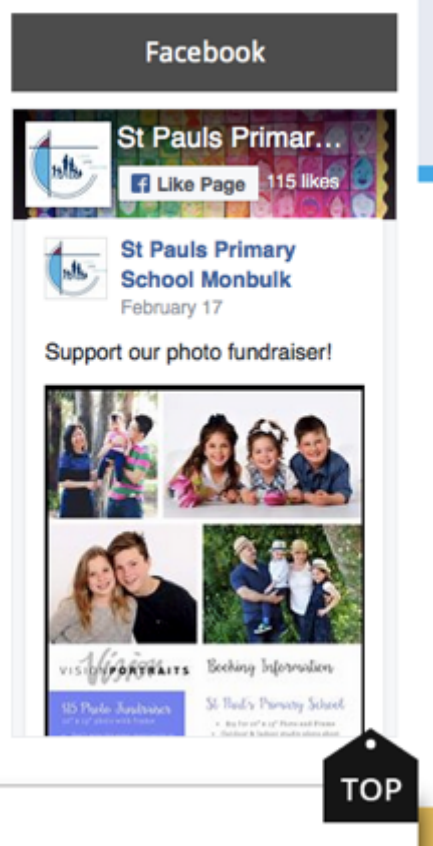 Facebook
St Pauls Primar...
Like Page
115 likes
St Pauls Primary
School Monbulk
February 17
Support our photo fundraiser!
Vision
VISIONPORTRAITS
Booking Information
$15 Photo Fundraiser
St Paul's Primary School
TOP